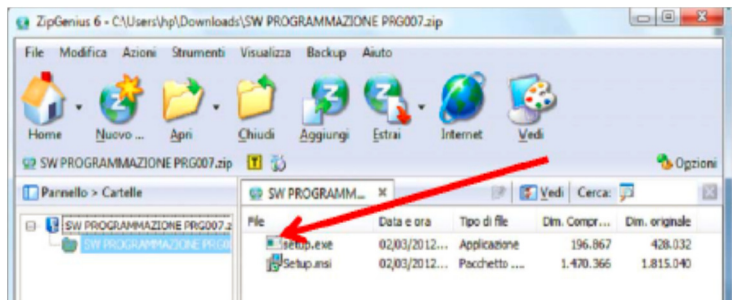 ZipGenius 6 - C:\Users\hp\Downloads\SW PROGRAMMAZIONE PRG007.zip
File Modifica Azioni Strumenti Visualizza Backup Aiuto
Home Nuovo ... Apri Chiudi Aggiungi Estrai Internet Vedi
SW PROGRAMMAZIONE PRG007.zip Opzioni
Pannello > Cartelle SW PROGRAMM... Vedi Cerca:
File Data e ora Tipo di file Dim. Compr... Dim. originale
SW PROGRAMMAZIONE PRG007.z
SW PROGRAMMAZIONE PRG0
setup.exe 02/03/2012... Applicazione 196.867 428.032
Setup.msi 02/03/2012... Pacchetto .... 1.470.366 1.815.040